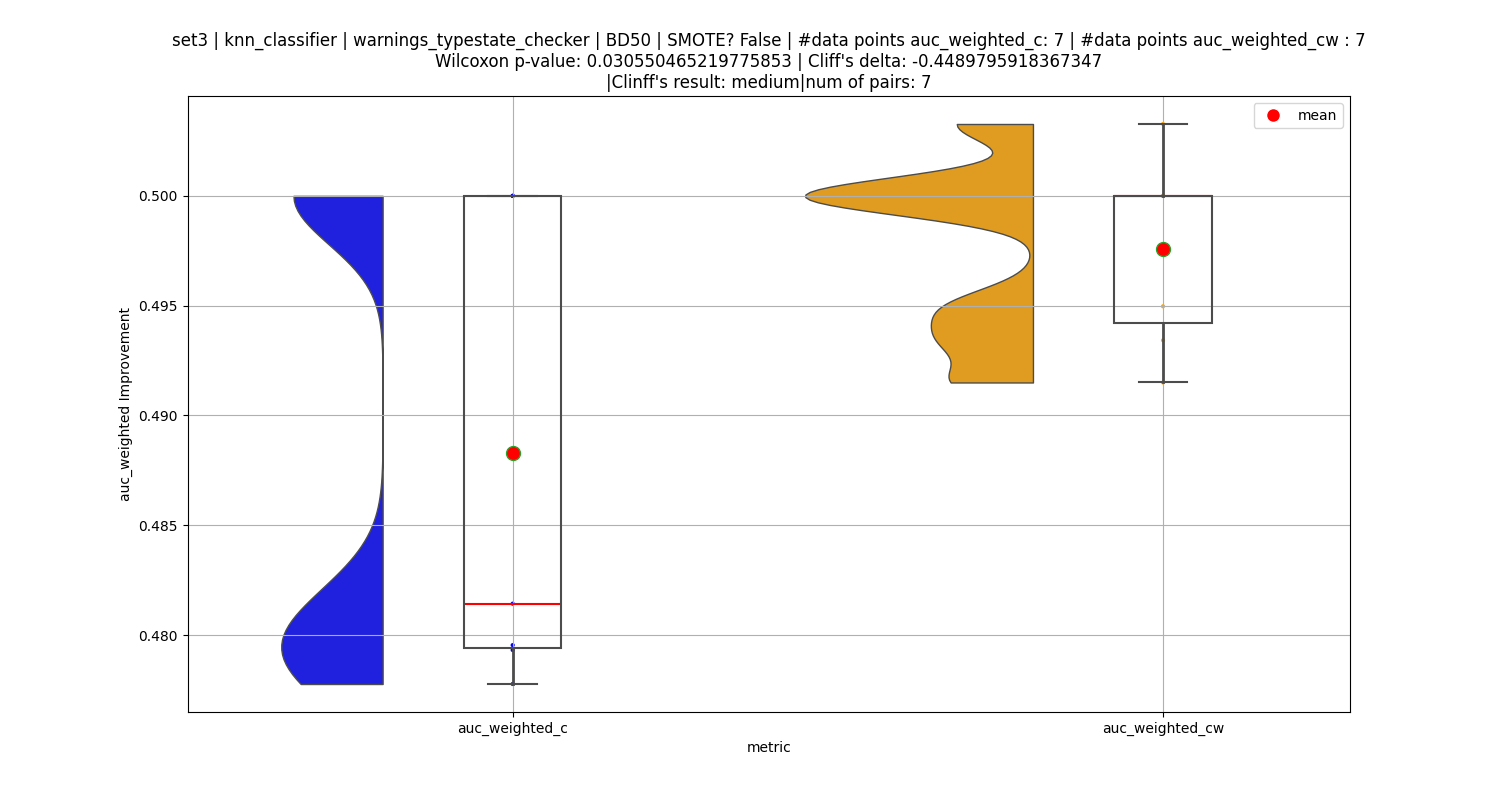 set3 | knn_classifier | warnings_typestate_checker | BD50 | SMOTE? False | #data points auc_weighted_c: 7 | #data points auc_weighted_cw : 7
Wilcoxon p-value: 0.030550465219775853 | Cliff's delta: -0.4489795918367347
|Clinff's result: medium|num of pairs: 7
mean
0.500
0.495
0.490
0.485
0.480
auc_weighted Improvement
auc_weighted_c
auc_weighted_cw
metric